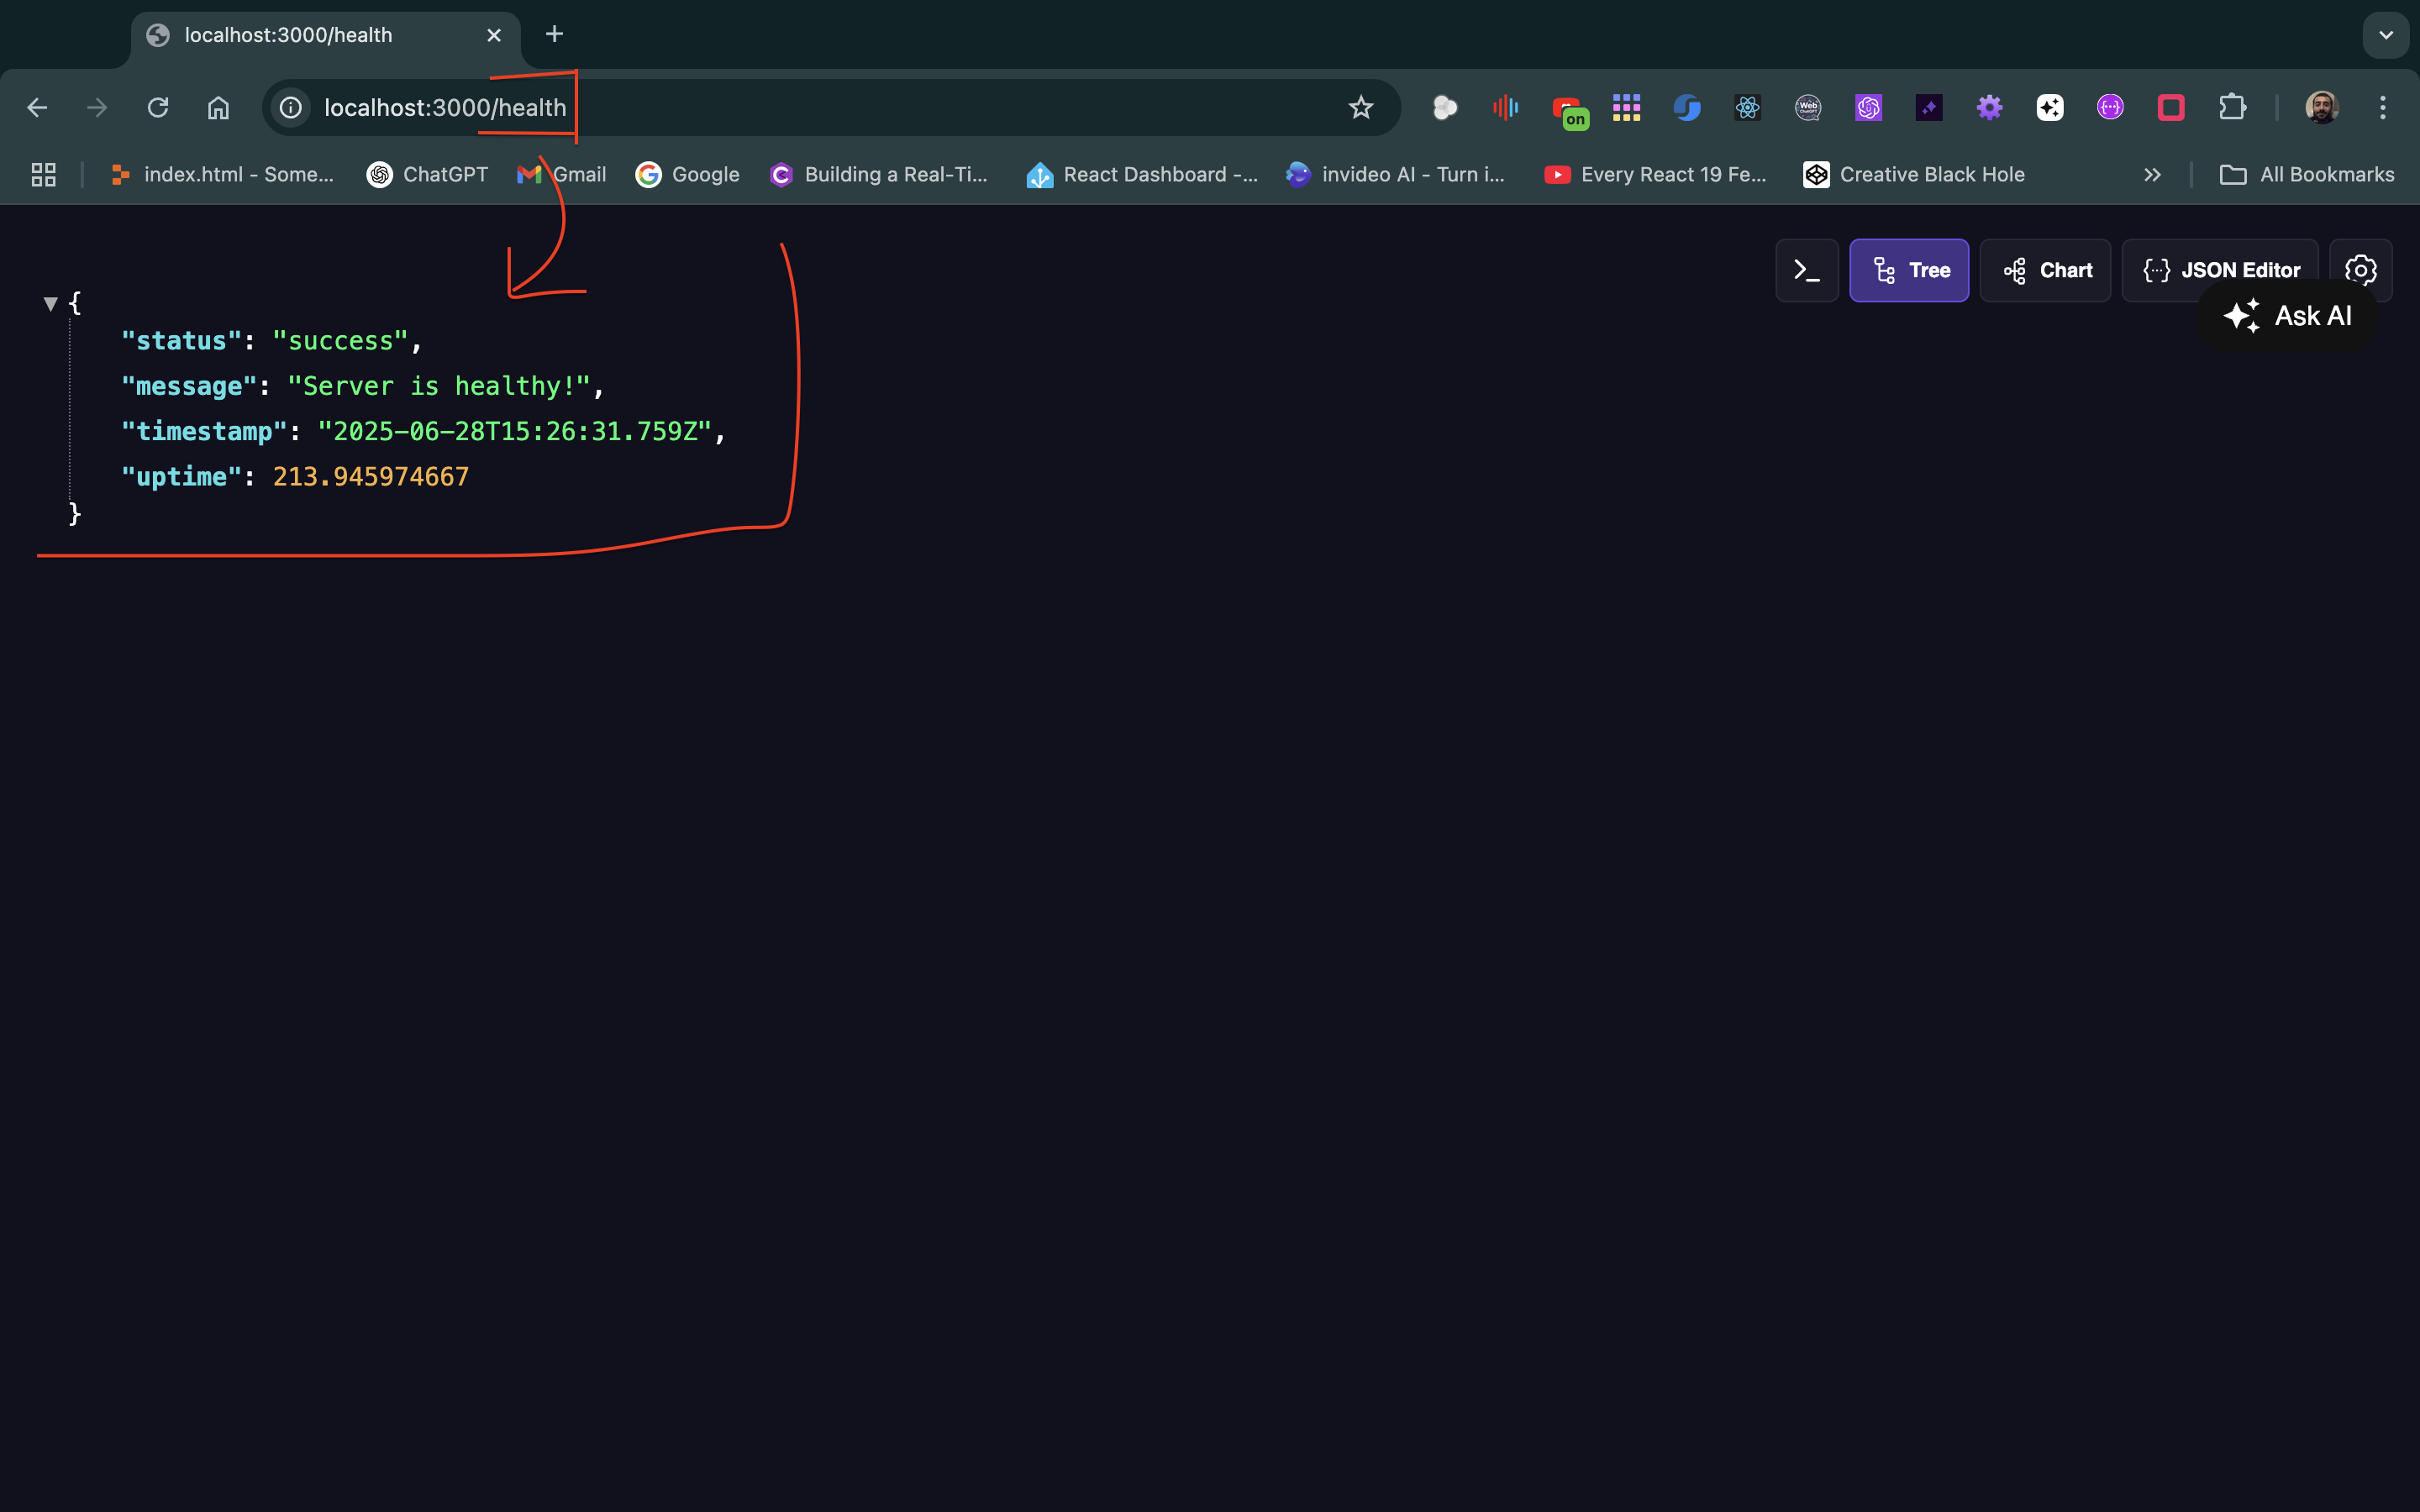 localhost:3000/health
localhost:3000/health
on
index.html - Some...
ChatGPT
Gmail
Google
Building a Real-Ti...
React Dashboard -...
invideo AI - Turn i...
Every React 19 Fe...
Creative Black Hole
All Bookmarks
Tree
Chart
JSON Editor
Ask AI
{
"status": "success",
"message": "Server is healthy!",
"timestamp": "2025-06-28T15:26:31.759Z",
"uptime": 213.945974667
}